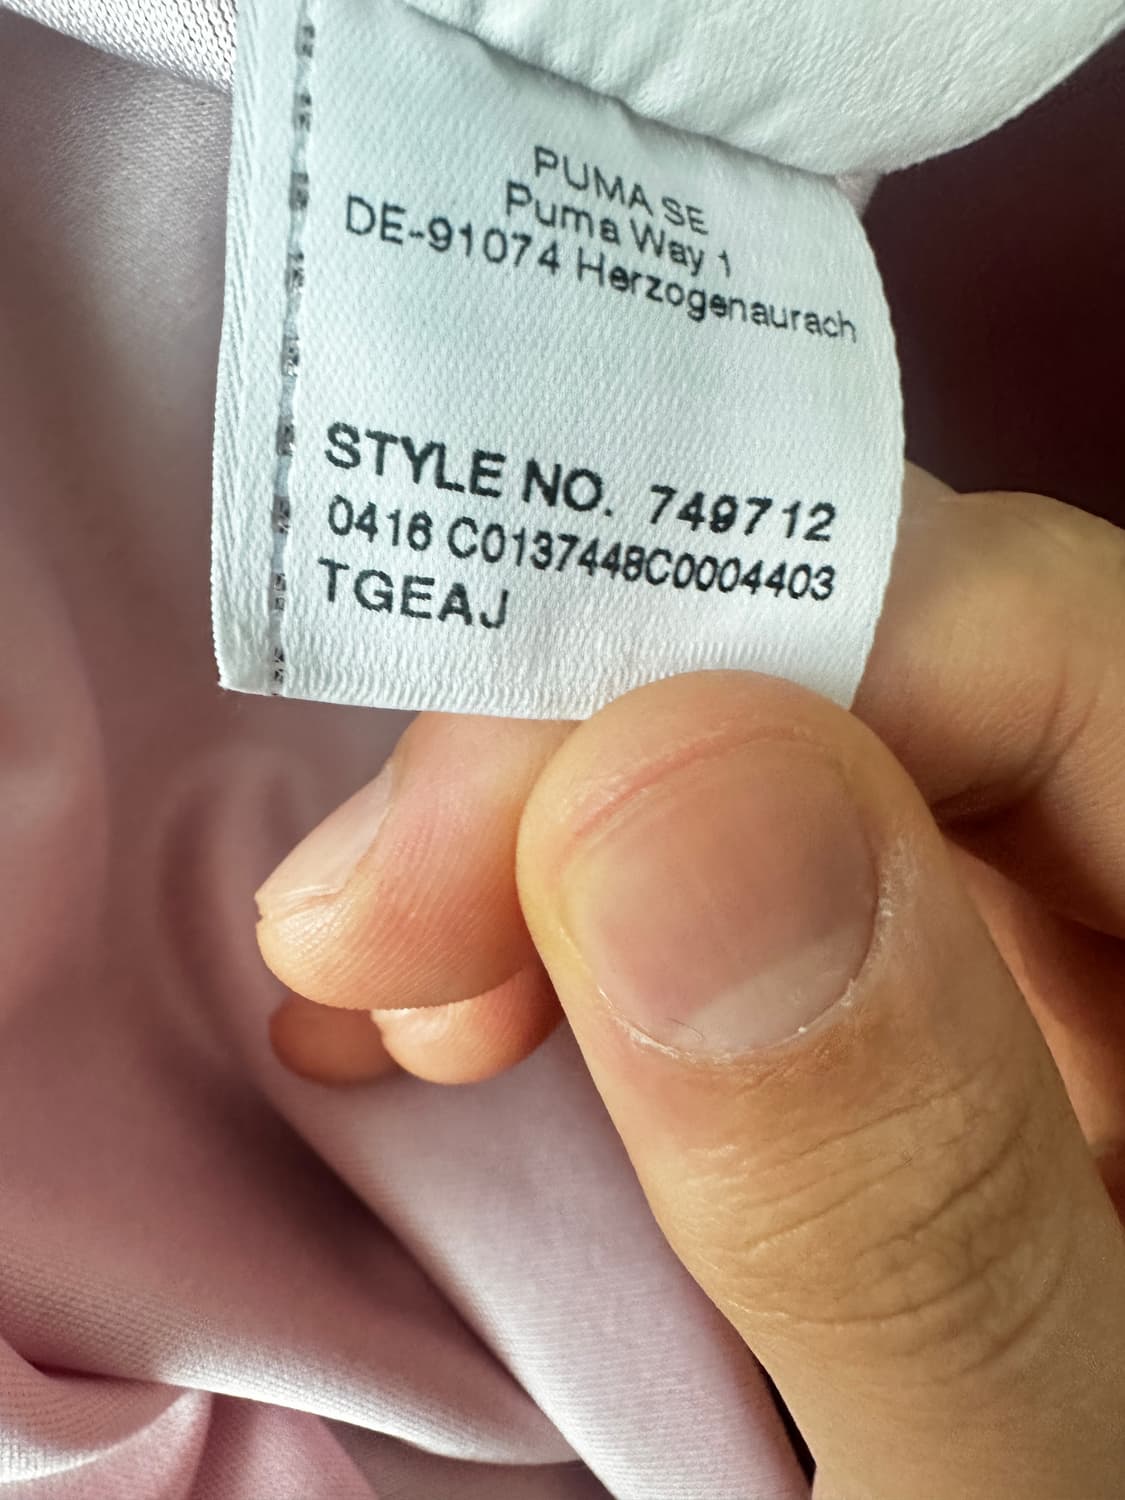 PUMA SE
Puma Way 1
DE-91074 Herzogenaurach
STYLE NO. 749712
0416 C0137448C0004403
TGEAJ